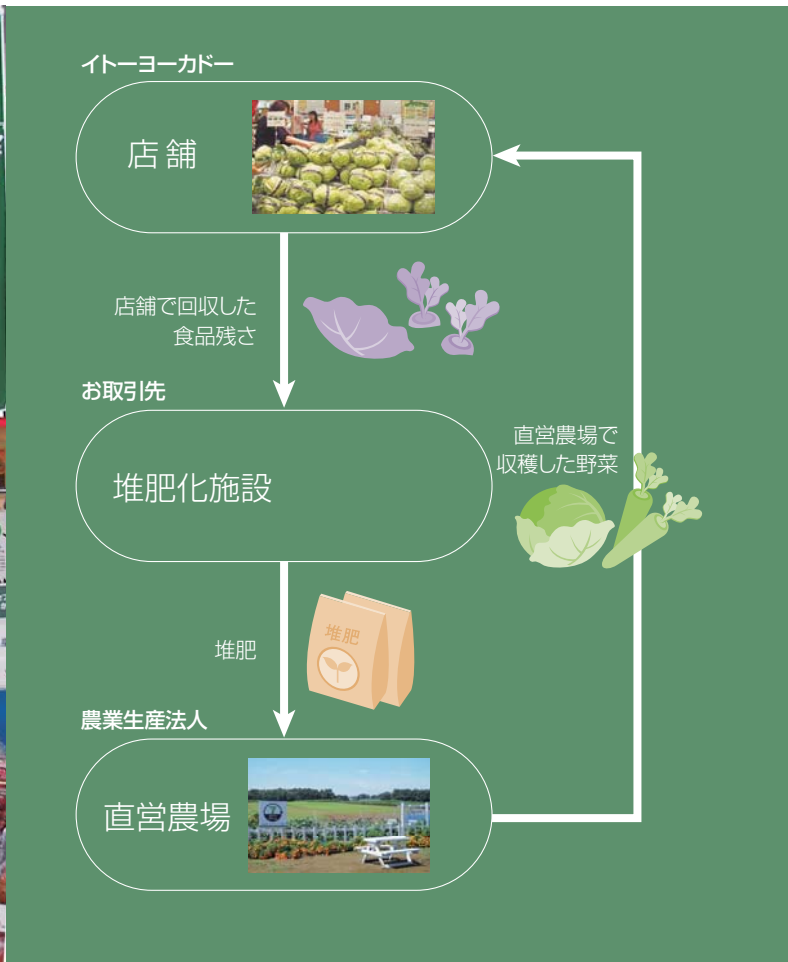 イトーヨーカドー
店舗
店舗で回収した
食品残さ
お取引先
堆肥化施設
直営農場で
収穫した野菜
堆肥
堆肥
農業生産法人
直営農場